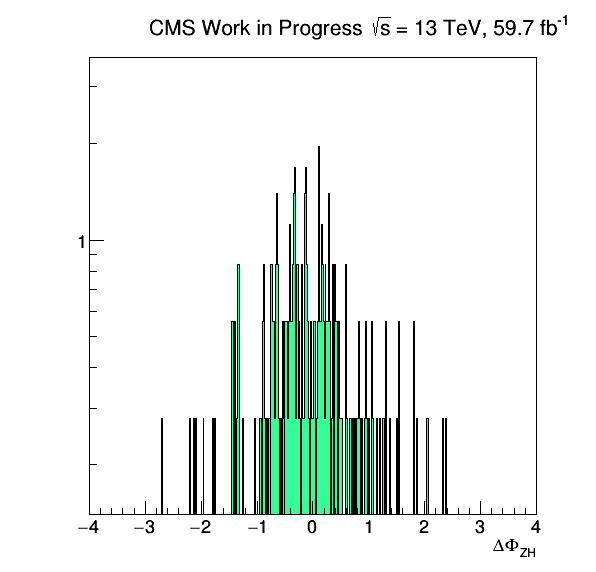 CMS Work in Progress √s = 13 TeV, 59.7 fb⁻¹
1
−4 −3 −2 −1 0 1 2 3 4
ΔΦ_ZH